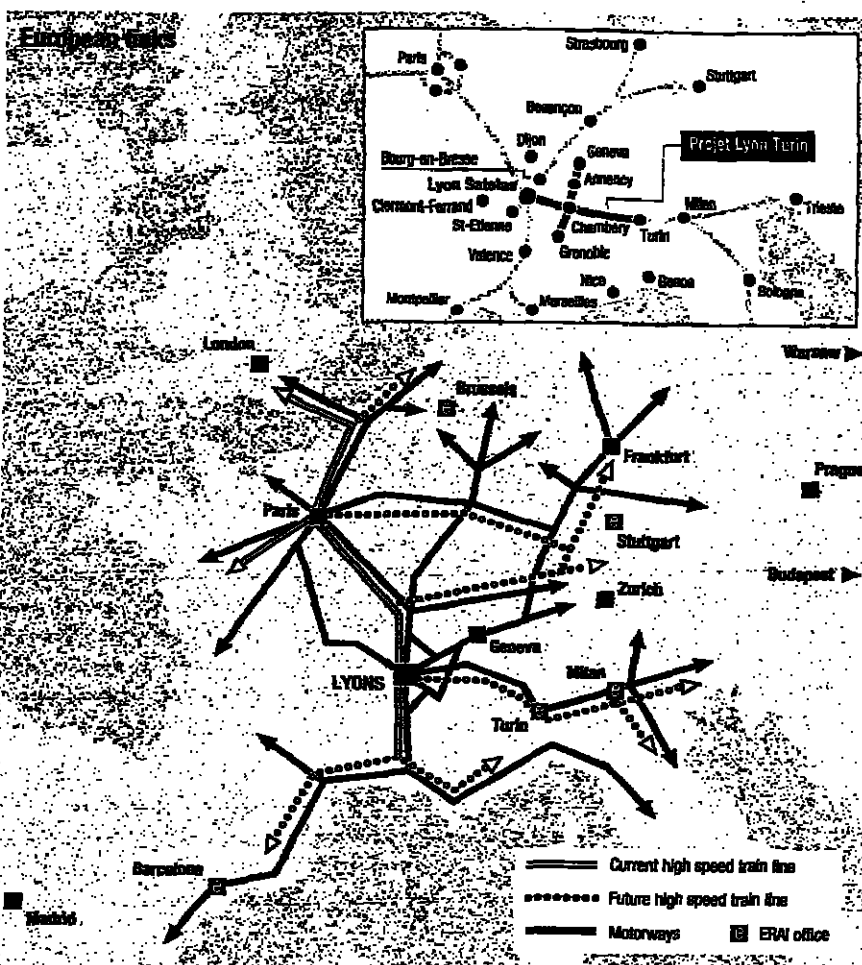 European links
Paris
Strasbourg
Stuttgart
Besançon
Dijon
Geneva
Projet Lyon Turin
Bourg-en-Bresse
Annency
Lyon Satolas
Clermont-Ferrand
Milan
Trieste
St-Etienne
Chambéry
Turin
Valence
Grenoble
Nice
Genoa
Bologna
Montpellier
Marseilles
London
Warsaw
Brussels
Frankfurt
Prague
Paris
Stuttgart
Budapest
Zurich
Geneva
LYONS
Milan
Turin
Barcelona
Madrid
Current high speed train line
Future high speed train line
Motorways
E ERAI office